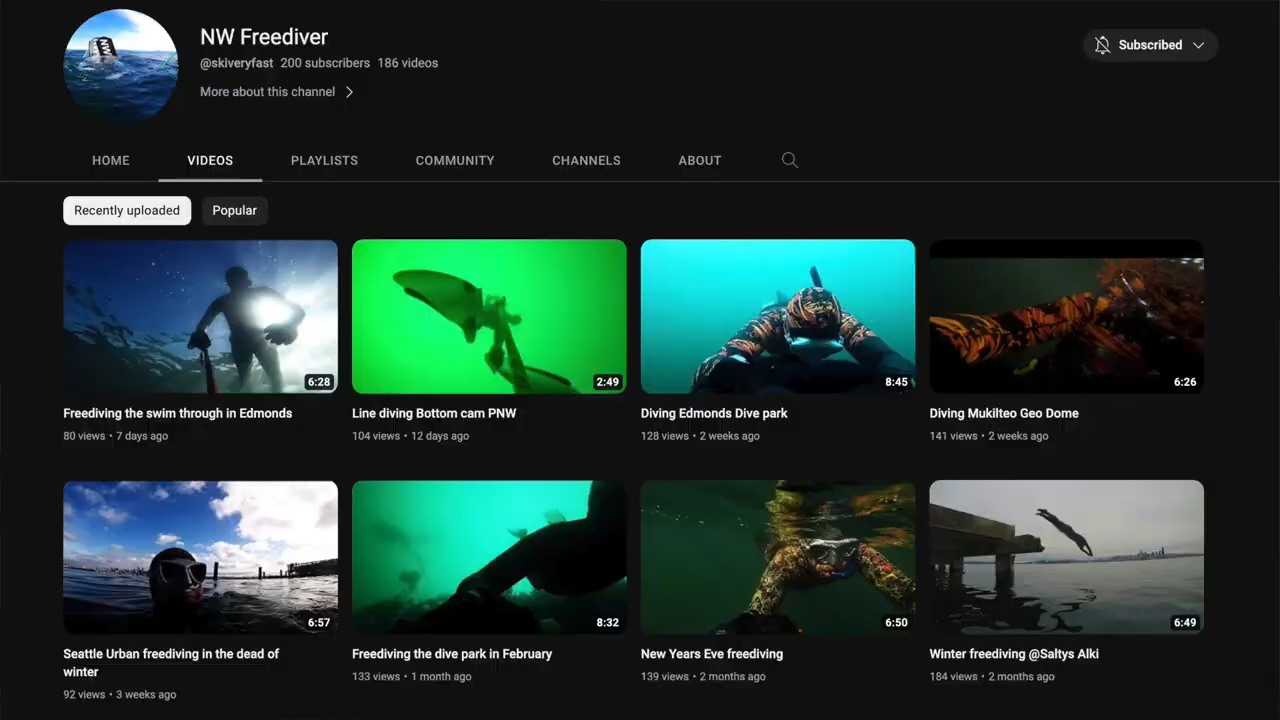 NW Freediver
@skiveryfast 200 subscribers 186 videos
More about this channel
Subscribed
HOME VIDEOS PLAYLISTS COMMUNITY CHANNELS ABOUT
Recently uploaded Popular
6:28 2:49 8:45 6:26
Freediving the swim through in Edmonds
80 views • 7 days ago
Line diving Bottom cam PNW
104 views • 12 days ago
Diving Edmonds Dive park
128 views • 2 weeks ago
Diving Mukilteo Geo Dome
141 views • 2 weeks ago
6:57 8:32 6:50 6:49
Seattle Urban freediving in the dead of
winter
92 views • 3 weeks ago
Freediving the dive park in February
133 views • 1 month ago
New Years Eve freediving
139 views • 2 months ago
Winter freediving @Saltys Alki
184 views • 2 months ago